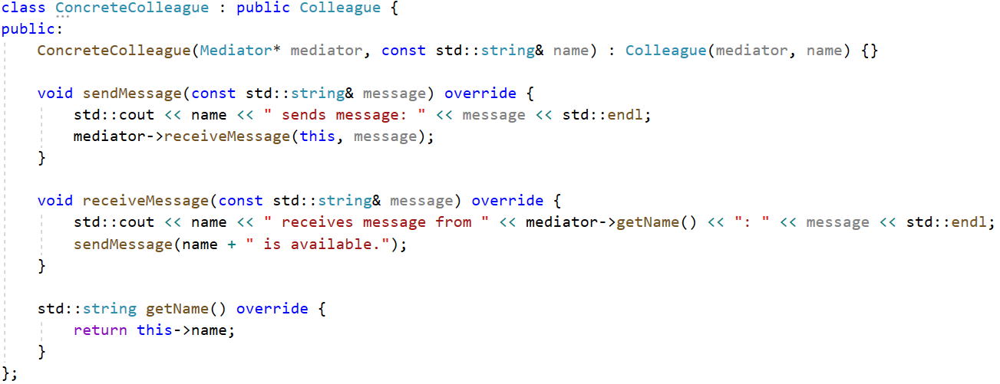 class ConcreteColleague : public Colleague {
public:
    ConcreteColleague(Mediator* mediator, const std::string& name) : Colleague(mediator, name) {}

    void sendMessage(const std::string& message) override {
        std::cout << name << " sends message: " << message << std::endl;
        mediator->receiveMessage(this, message);
    }

    void receiveMessage(const std::string& message) override {
        std::cout << name << " receives message from " << mediator->getName() << ": " << message << std::endl;
        sendMessage(name + " is available.");
    }

    std::string getName() override {
        return this->name;
    }
};